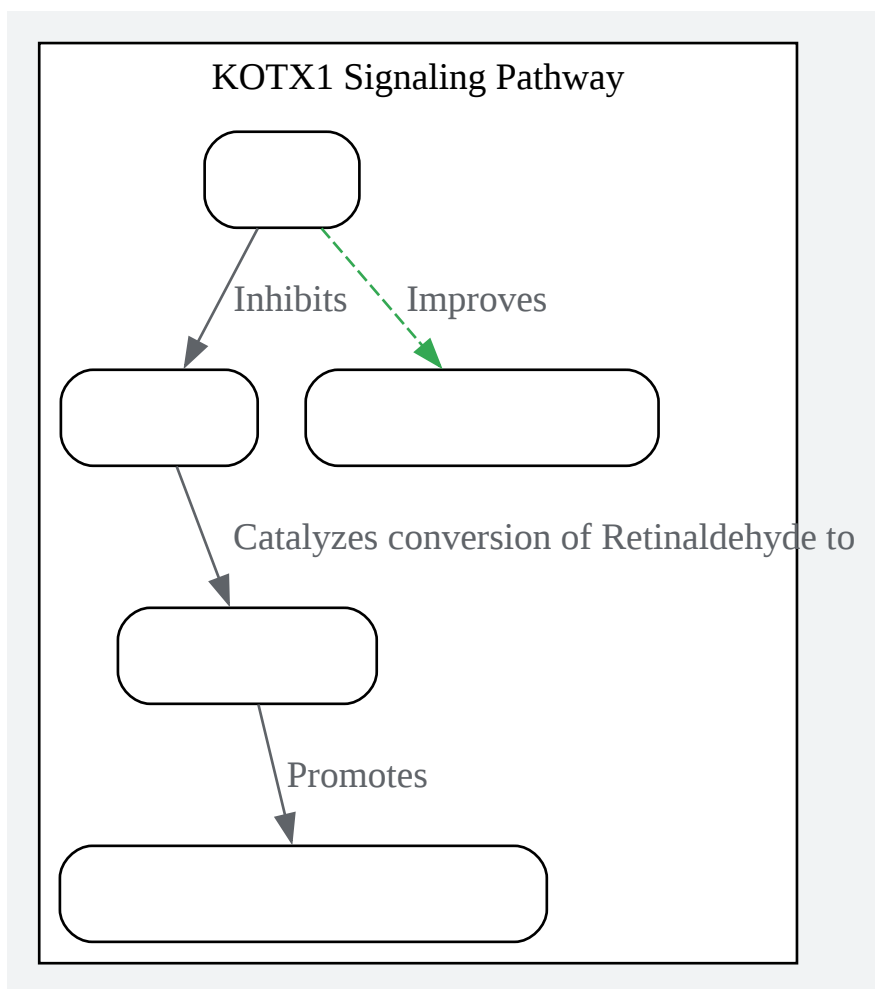 KOTX1 Signaling Pathway
Inhibits
Improves
Catalyzes conversion of Retinaldehyde to
Promotes